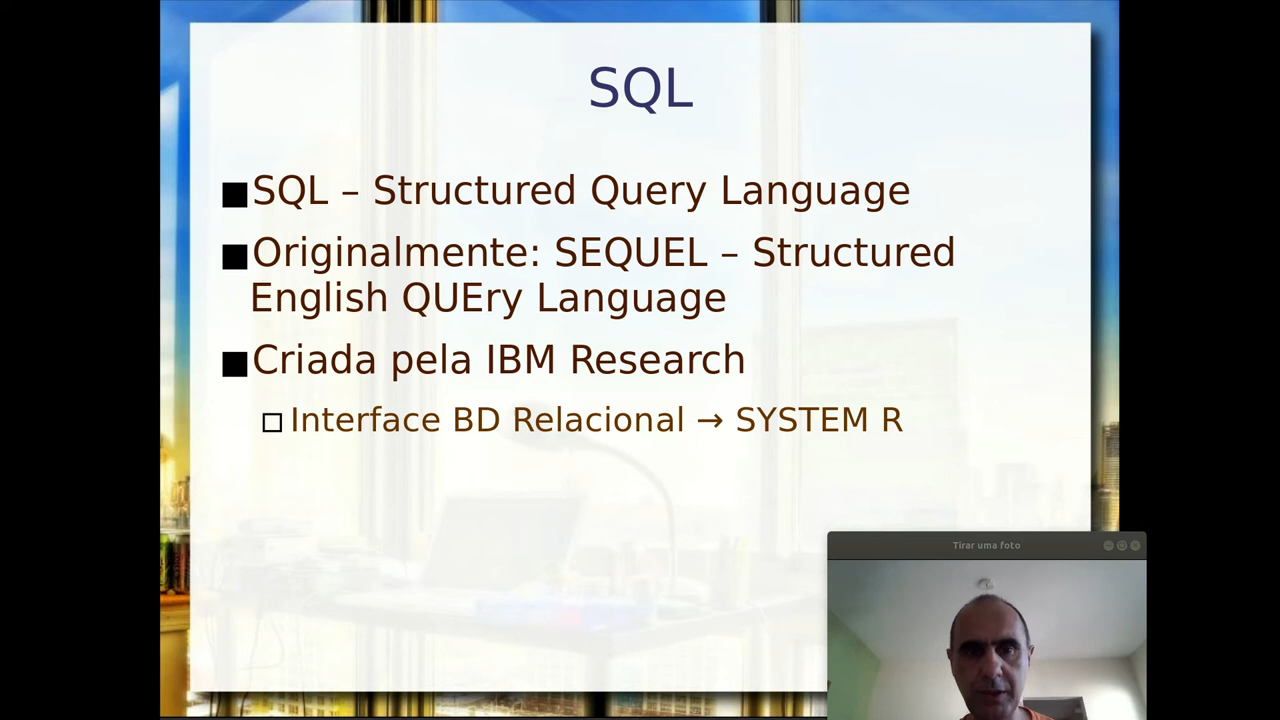 SQL
SQL – Structured Query Language
Originalmente: SEQUEL – Structured
English QUEry Language
Criada pela IBM Research
Interface BD Relacional → SYSTEM R
Tirar uma foto